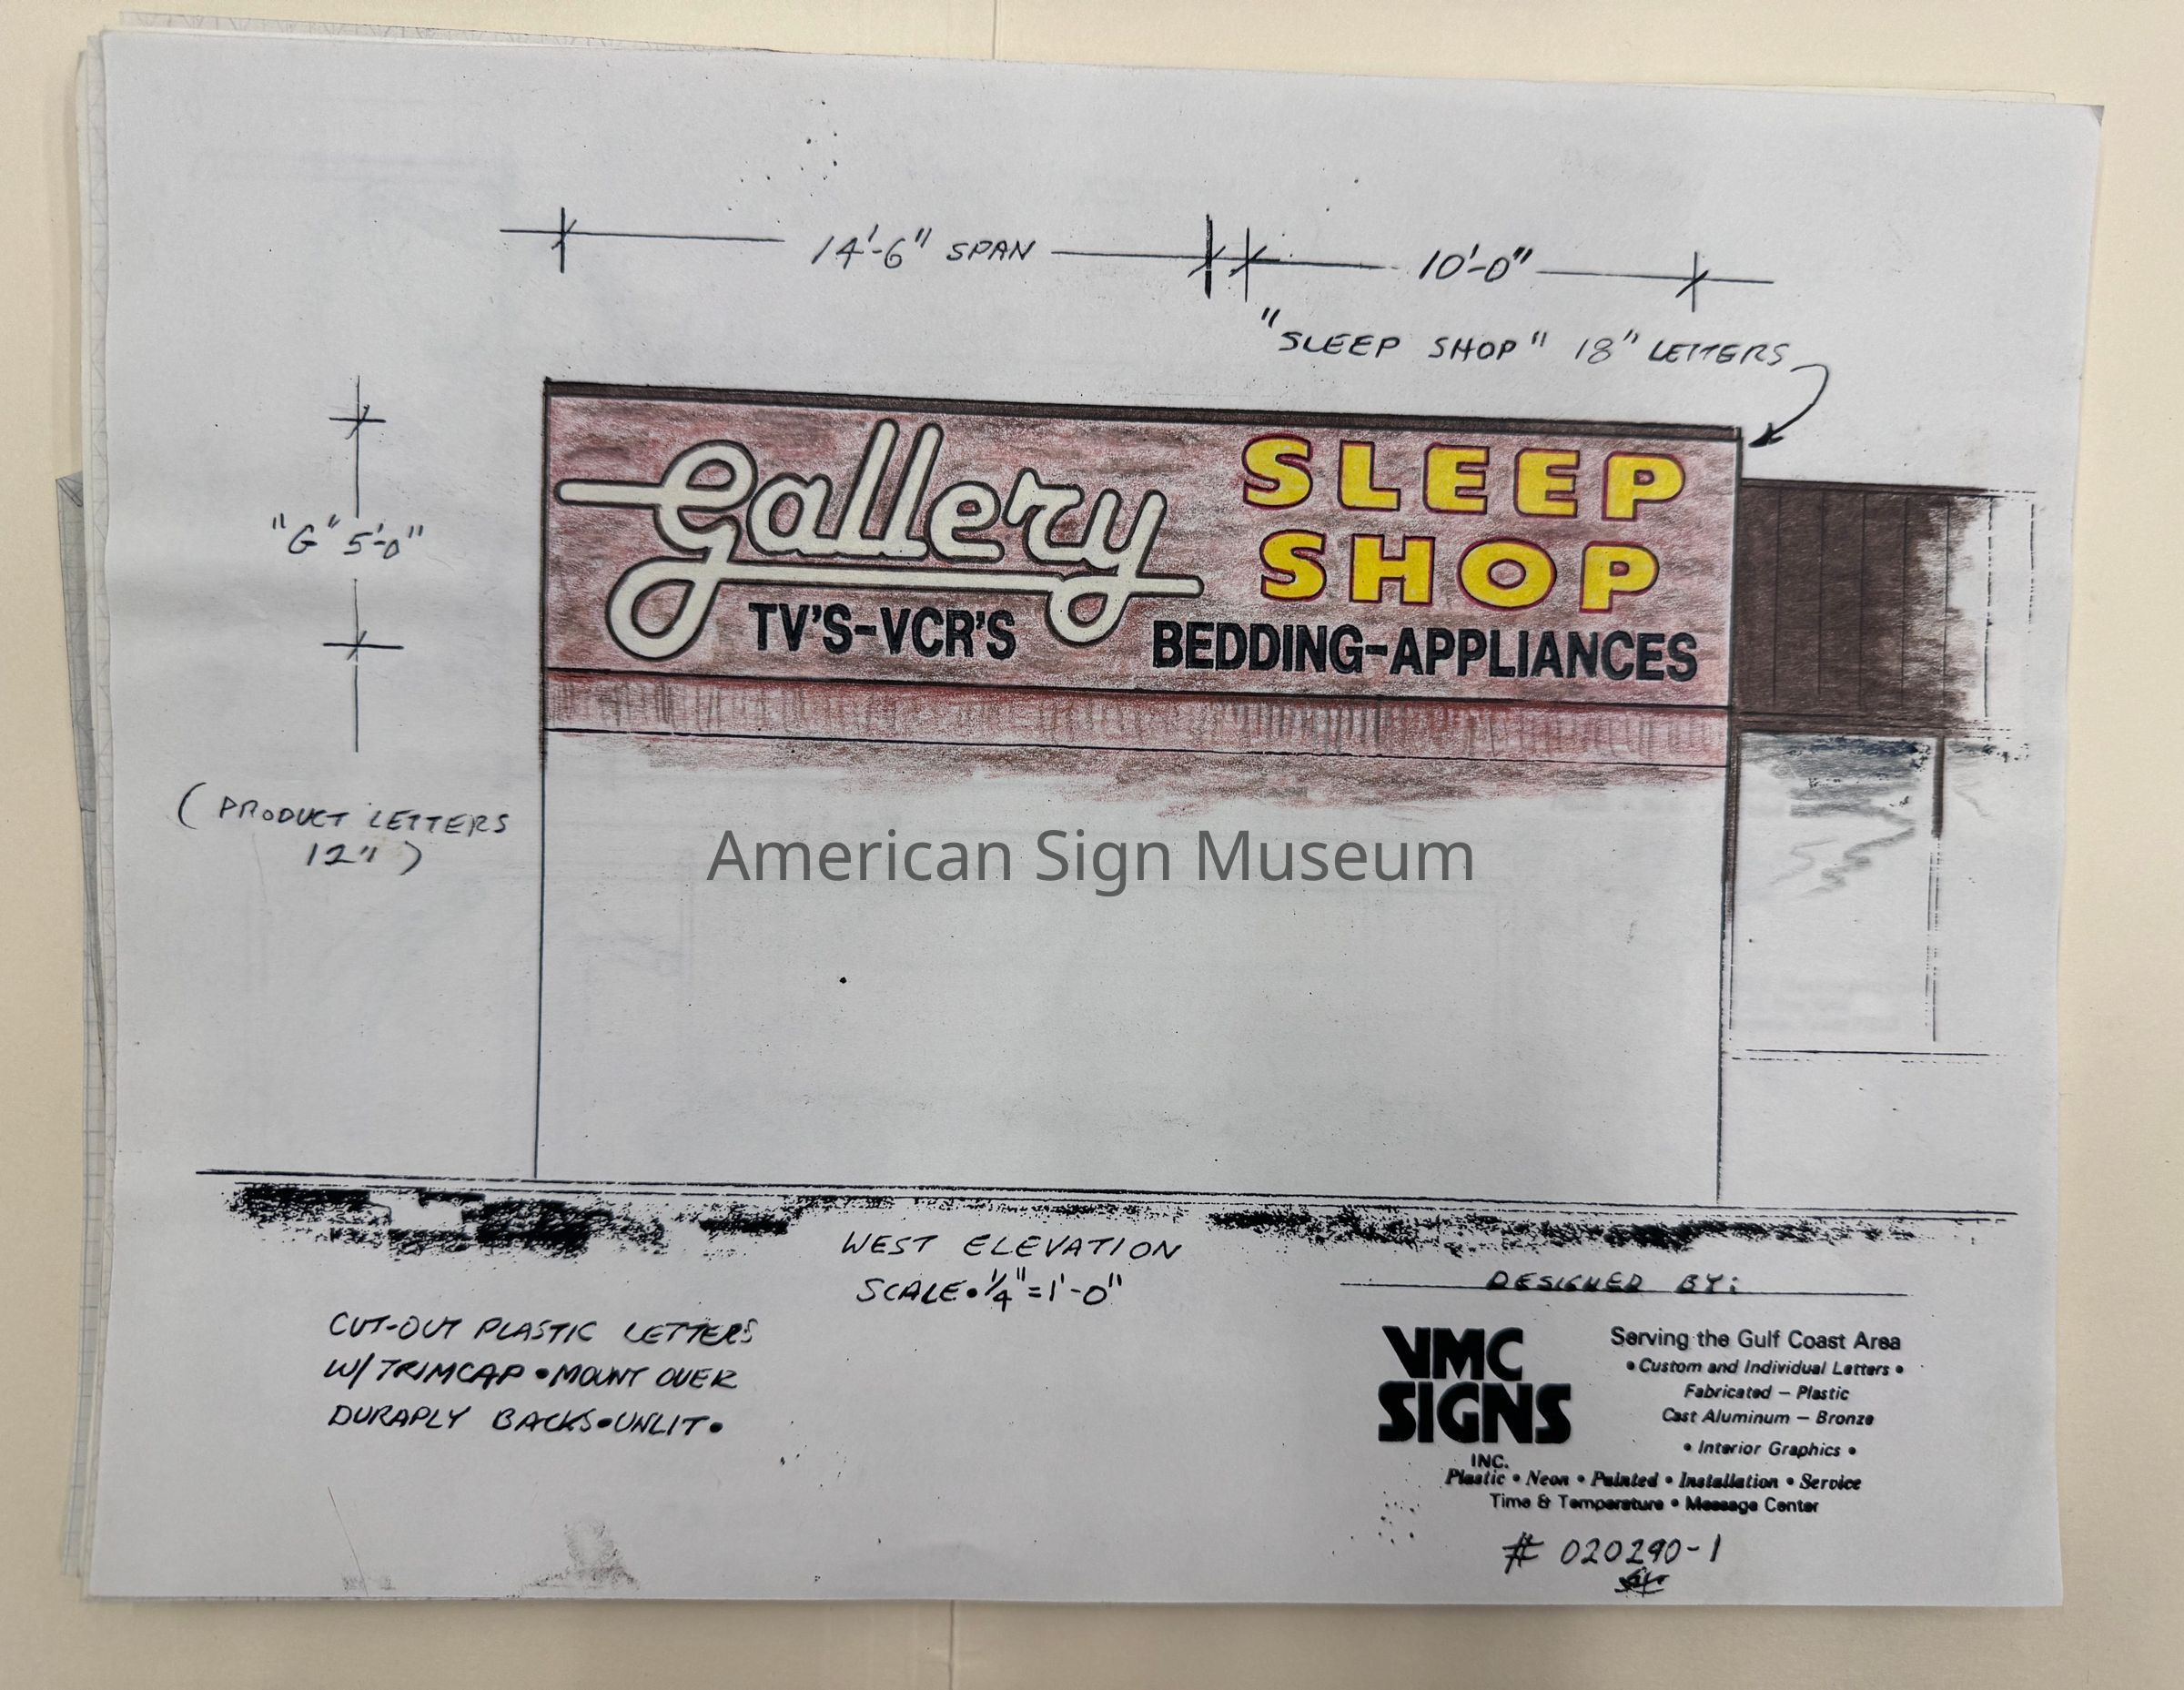 14'-6" SPAN
10'-0"
"SLEEP SHOP" 18" LETTERS
"G" 5'-0"
Gallery
SLEEP
SHOP
TV'S-VCR'S
BEDDING-APPLIANCES
(PRODUCT LETTERS
12")
American Sign Museum
WEST ELEVATION
SCALE•1/4"=1'-0"
CUT-OUT PLASTIC LETTERS
W/TRIMCAP•MOUNT OVER
DURAPLY BACKS•UNLIT•
DESIGNED BY:
VMC
SIGNS
INC.
Serving the Gulf Coast Area
• Custom and Individual Letters •
Fabricated — Plastic
Cast Aluminum — Bronze
• Interior Graphics •
Plastic • Neon • Painted • Installation • Service
Time & Temperature • Message Center
# 020290-1